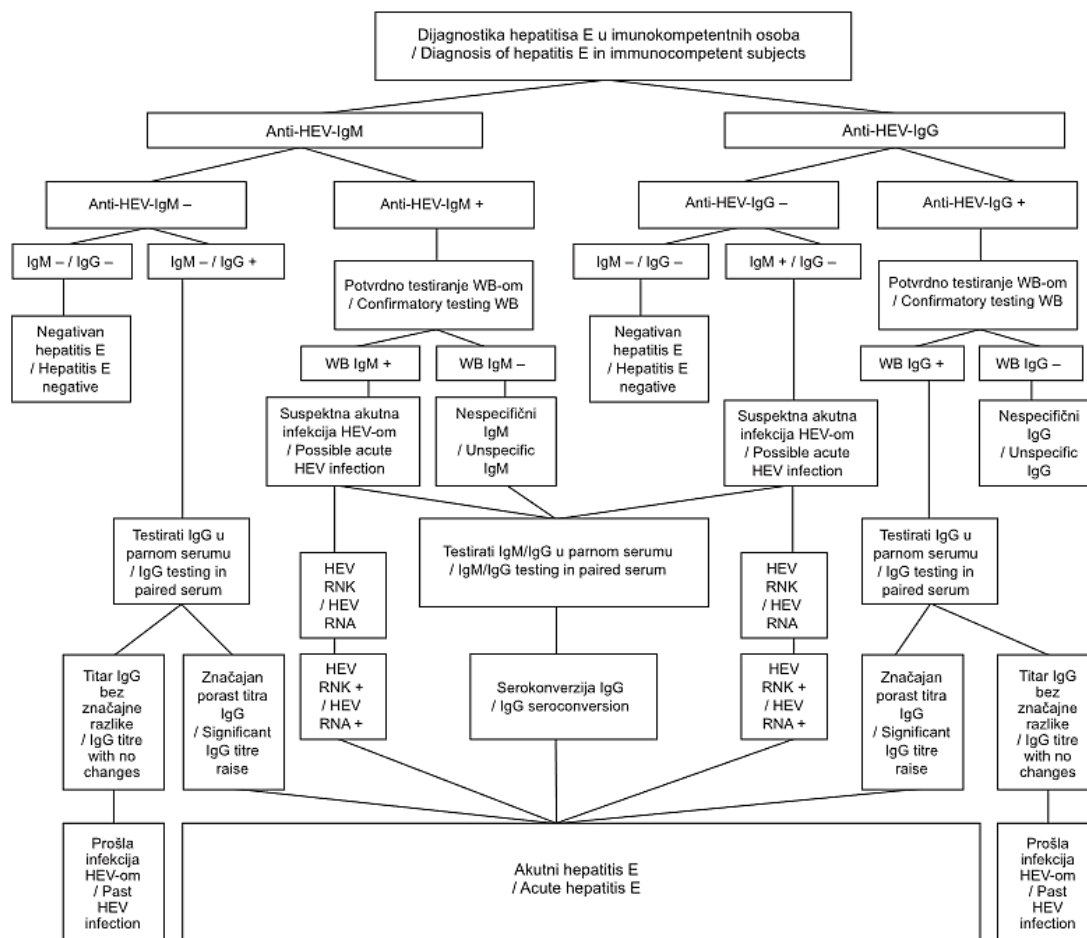 Dijagnostika hepatitisa E u imunokompetentnih osoba
/ Diagnosis of hepatitis E in immunocompetent subjects
Anti-HEV-IgM
Anti-HEV-IgG
Anti-HEV-IgM –
Anti-HEV-IgM +
Anti-HEV-IgG –
Anti-HEV-IgG +
IgM – / IgG –
IgM – / IgG +
IgM – / IgG –
IgM + / IgG –
Potvrdno testiranje WB-om
/ Confirmatory testing WB
Potvrdno testiranje WB-om
/ Confirmatory testing WB
Negativan
hepatitis E
/ Hepatitis E
negative
WB IgM +
WB IgM –
Negativan
hepatitis E
/ Hepatitis E
negative
WB IgG +
WB IgG –
Suspektna akutna
infekcija HEV-om
/ Possible acute
HEV infection
Nespecifični
IgM
/ Unspecific
IgM
Suspektna akutna
infekcija HEV-om
/ Possible acute
HEV infection
Nespecifični
IgG
/ Unspecific
IgG
Testirati IgG u
parnom serumu
/ IgG testing in
paired serum
HEV
RNK
/ HEV
RNA
Testirati IgM/IgG u parnom serumu
/ IgM/IgG testing in paired serum
HEV
RNK
/ HEV
RNA
Testirati IgG u
parnom serumu
/ IgG testing in
paired serum
Titar IgG
bez
značajne
razlike
/ IgG titre
with no
changes
Značajan
porast titra
IgG
/ Significant
IgG titre
raise
HEV
RNK +
/ HEV
RNA +
Serokonverzija IgG
/ IgG seroconversion
HEV
RNK +
/ HEV
RNA +
Značajan
porast titra
IgG
/ Significant
IgG titre
raise
Titar IgG
bez
značajne
razlike
/ IgG titre
with no
changes
Prošla
infekcija
HEV-om
/ Past
HEV
infection
Akutni hepatitis E
/ Acute hepatitis E
Prošla
infekcija
HEV-om
/ Past
HEV
infection